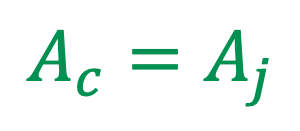 A_c = A_j